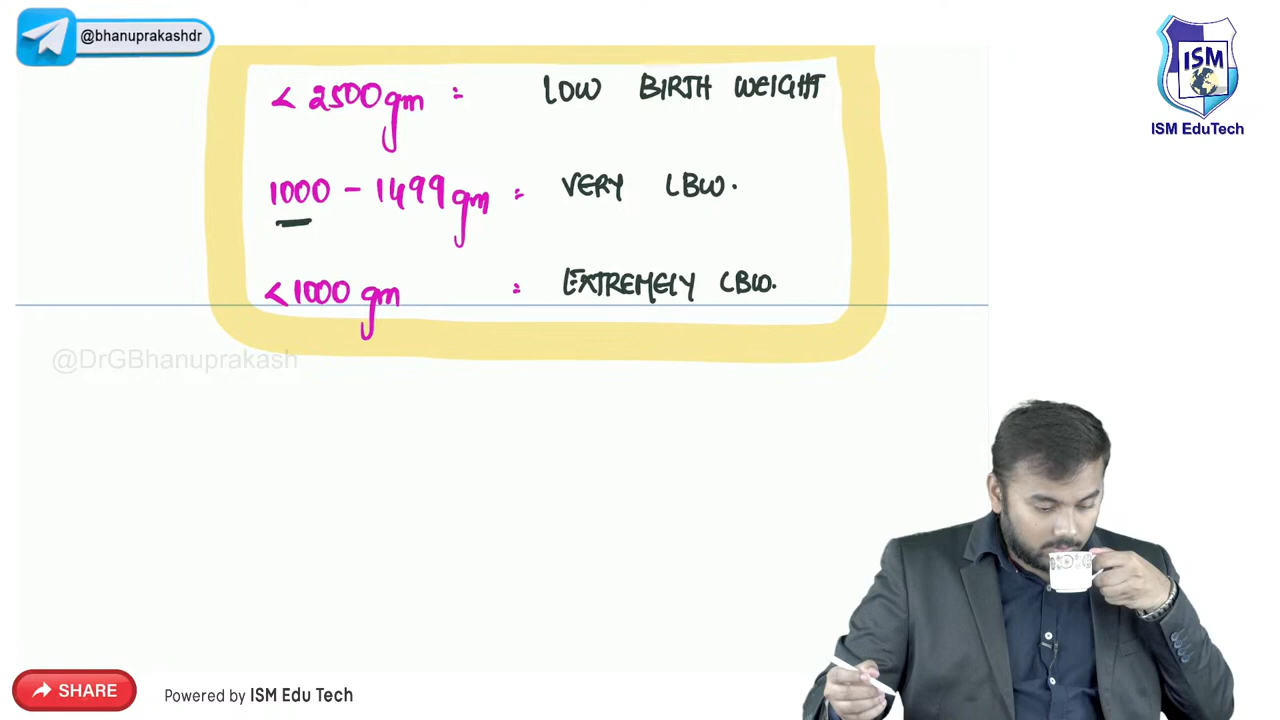 @bhanuprakashdr
ISM
ISM EduTech
< 2500 gm = LOW BIRTH WEIGHT
1000 - 1499 gm = VERY LBW.
< 1000 gm = EXTREMELY LBW.
@DrGBhanuprakash
SHARE
Powered by ISM Edu Tech